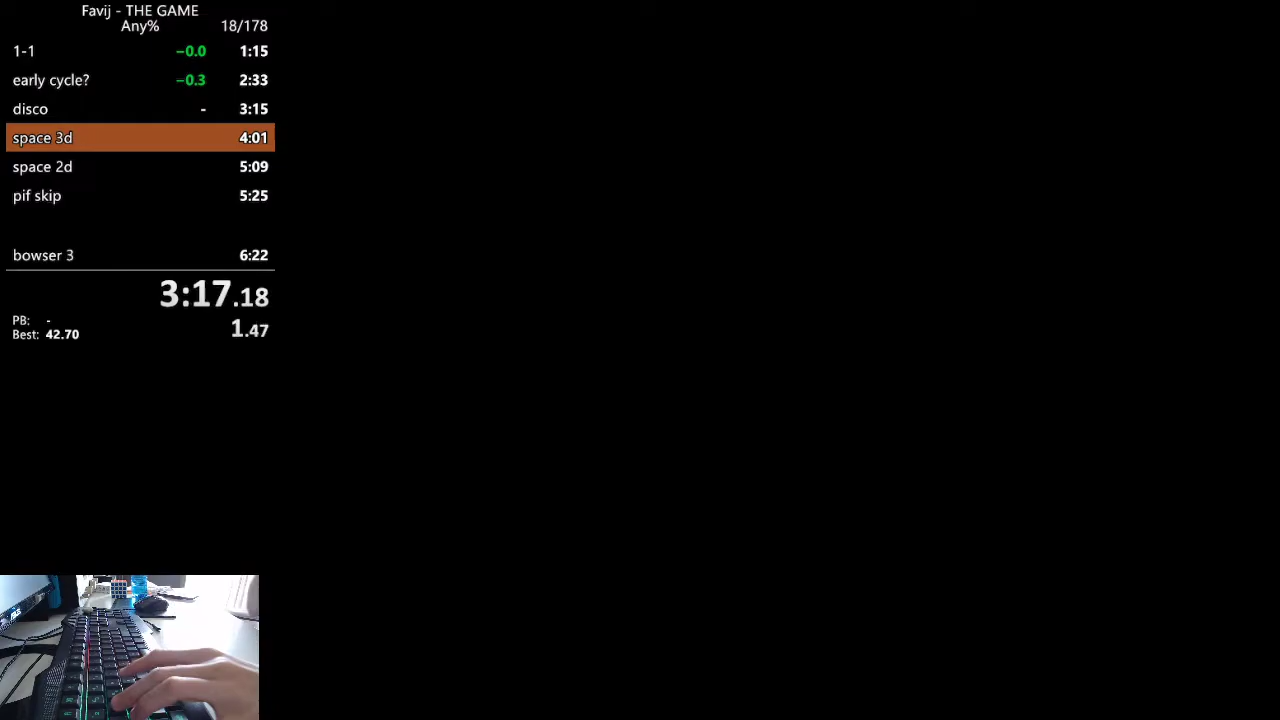 Favij - THE GAME
Any% 18/178
1-1 −0.0 1:15
early cycle? −0.3 2:33
disco - 3:15
space 3d 4:01
space 2d 5:09
pif skip 5:25
bowser 3 6:22
3:17.18
PB: - 1.47
Best: 42.70